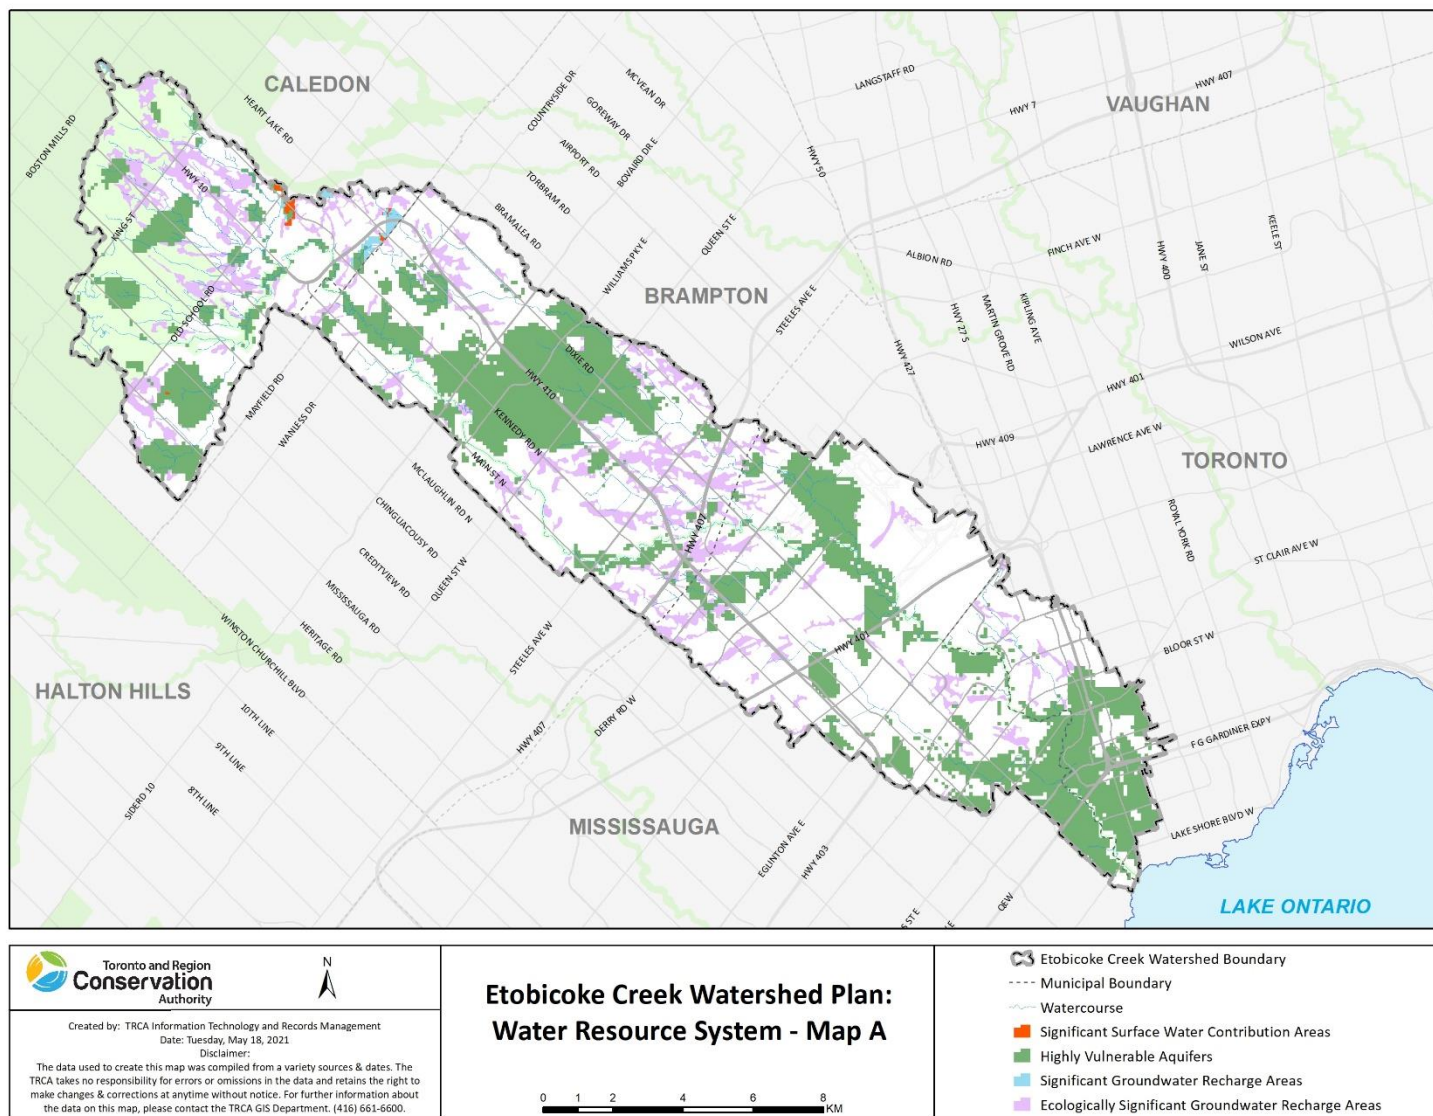 CALEDON
VAUGHAN
BRAMPTON
TORONTO
HALTON HILLS
MISSISSAUGA
LAKE ONTARIO
BOSTON MILLS RD
HEART LAKE RD
HWY 10
KING ST
OLD SCHOOL RD
MAYFIELD RD
WANLESS DR
COUNTRYSIDE DR
MCVEAN DR
GOREWAY DR
AIRPORT RD
BOVAIRD DR E
TORBRAM RD
BRAMALEA RD
WILLIAMS PKY E
QUEEN ST E
STEELES AVE E
LANGSTAFF RD
HWY 7
HWY 407
HWY 50
ALBION RD
FINCH AVE W
HWY 400
JANE ST
KEELE ST
HWY 27 S
MARTIN GROVE RD
KIPLING AVE
WILSON AVE
HWY 427
HWY 401
HWY 409
LAWRENCE AVE W
ROYAL YORK RD
ST CLAIR AVE W
BLOOR ST W
F G GARDINER EXPY
LAKE SHORE BLVD W
DIXIE RD
HWY 410
KENNEDY RD N
MAIN ST N
MCLAUGHLIN RD N
CHINGUACOUSY RD
CREDITVIEW RD
MISSISSAUGA RD
HERITAGE RD
WINSTON CHURCHILL BLVD
QUEEN ST W
STEELES AVE W
HWY 407
HWY 401
10TH LINE
9TH LINE
8TH LINE
SIDERD 10
HWY 407
DERRY RD W
EGLINTON AVE E
HWY 403
QEW
S ST E
Toronto and Region
Conservation
Authority
N
Created by: TRCA Information Technology and Records Management
Date: Tuesday, May 18, 2021
Disclaimer:
The data used to create this map was compiled from a variety sources & dates. The
TRCA takes no responsibility for errors or omissions in the data and retains the right to
make changes & corrections at anytime without notice. For further information about
the data on this map, please contact the TRCA GIS Department. (416) 661-6600.
Etobicoke Creek Watershed Plan:
Water Resource System - Map A
0 1 2 4 6 8
KM
Etobicoke Creek Watershed Boundary
Municipal Boundary
Watercourse
Significant Surface Water Contribution Areas
Highly Vulnerable Aquifers
Significant Groundwater Recharge Areas
Ecologically Significant Groundwater Recharge Areas